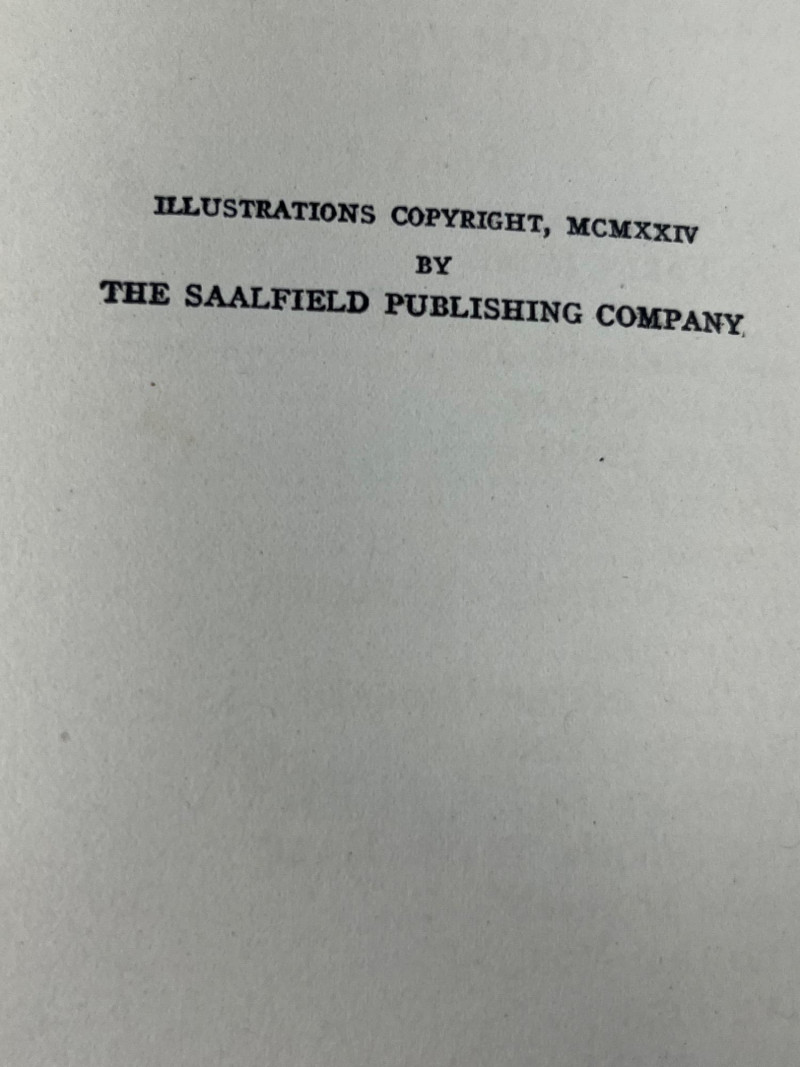 ILLUSTRATIONS COPYRIGHT, MCMXXIV
BY
THE SAALFIELD PUBLISHING COMPANY